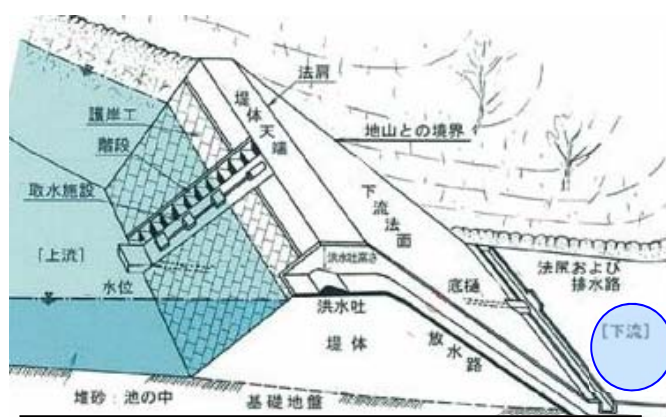 法肩
堤体天端
護岸工
地山との境界
階段
取水施設
下流法面
[上流]
洪水吐高さ
法尻および
排水路
底樋
水位
洪水吐
[下流]
堤体
放水路
堆砂：池の中
基礎地盤